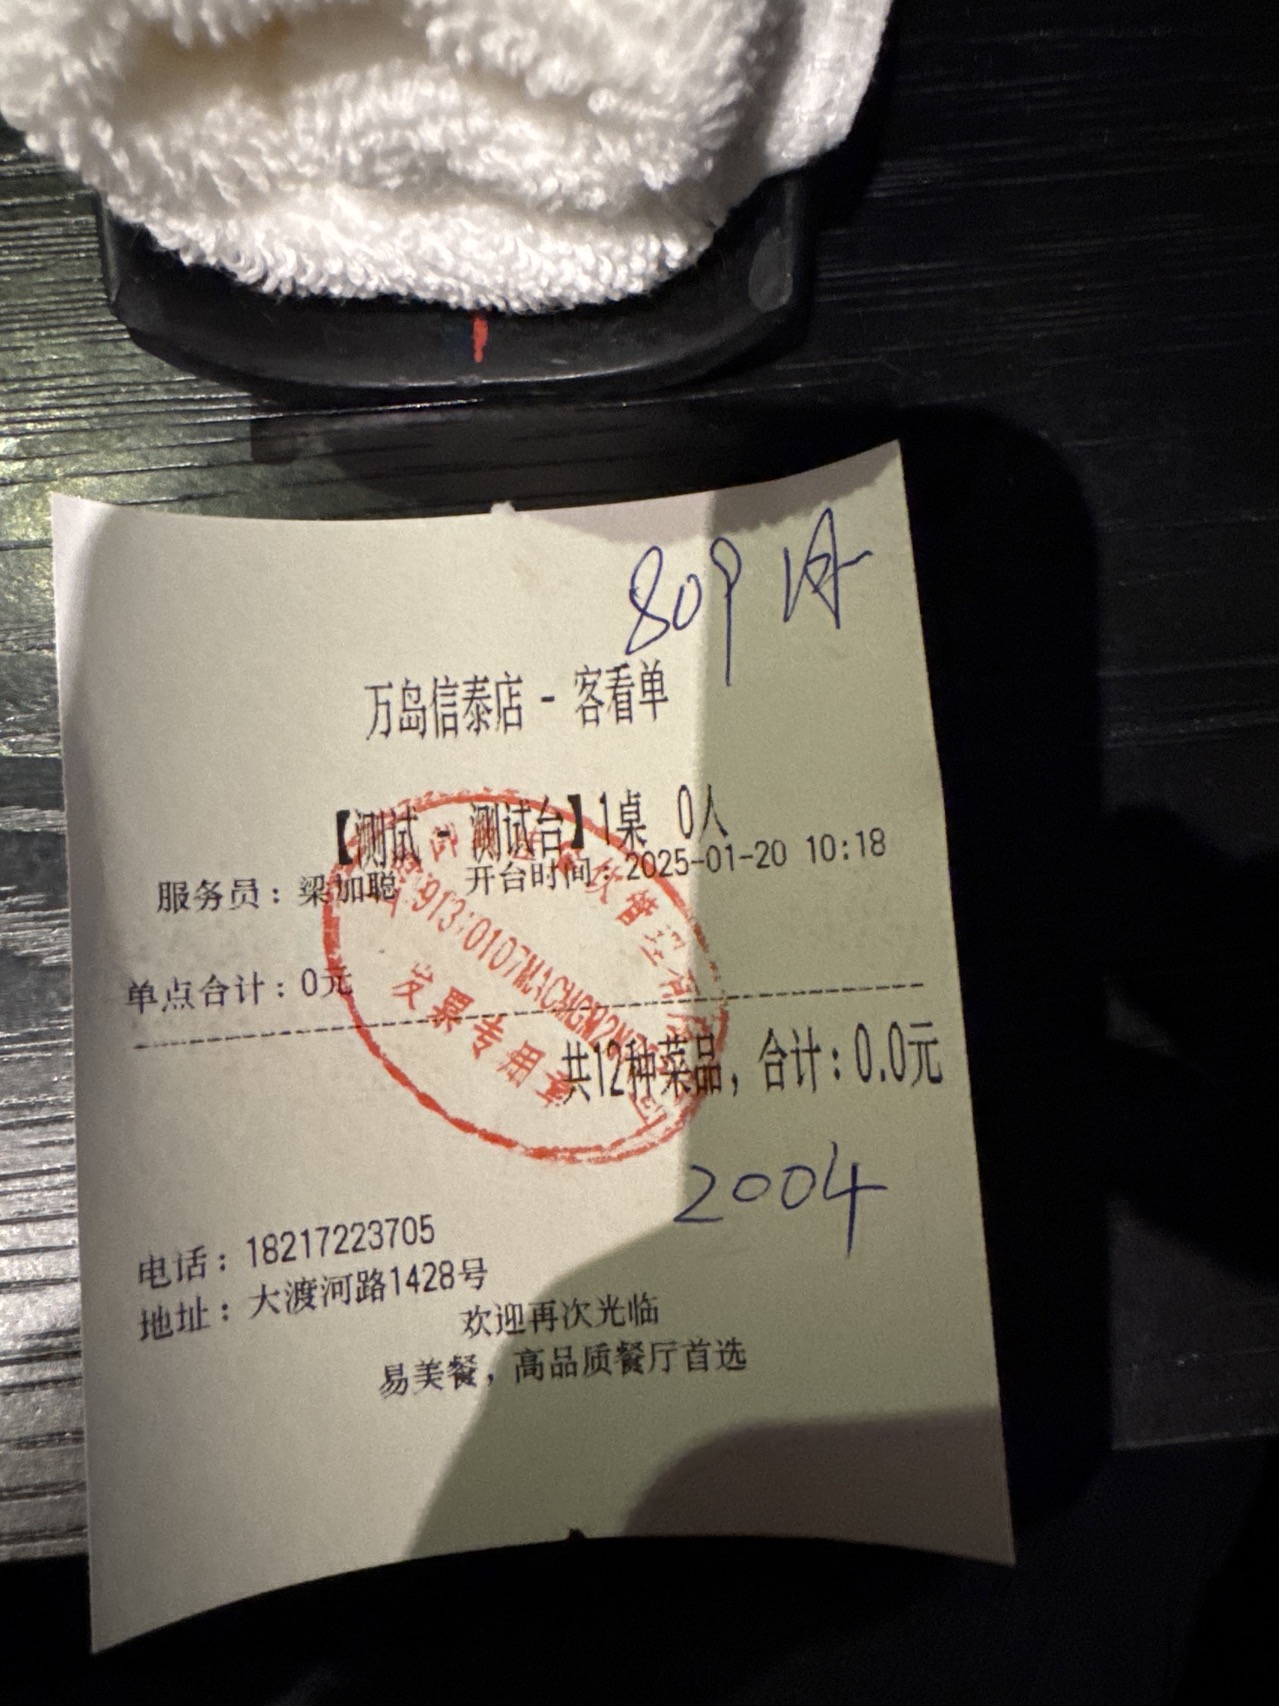 809
万岛信泰店 - 客看单
【测试 - 测试台】1桌 0人
服务员：梁加聪 开台时间：2025-01-20 10:18
单点合计：0元
共12种菜品，合计：0.0元
发票专用章
2004
电话：18217223705
地址：大渡河路1428号
欢迎再次光临
易美餐，高品质餐厅首选